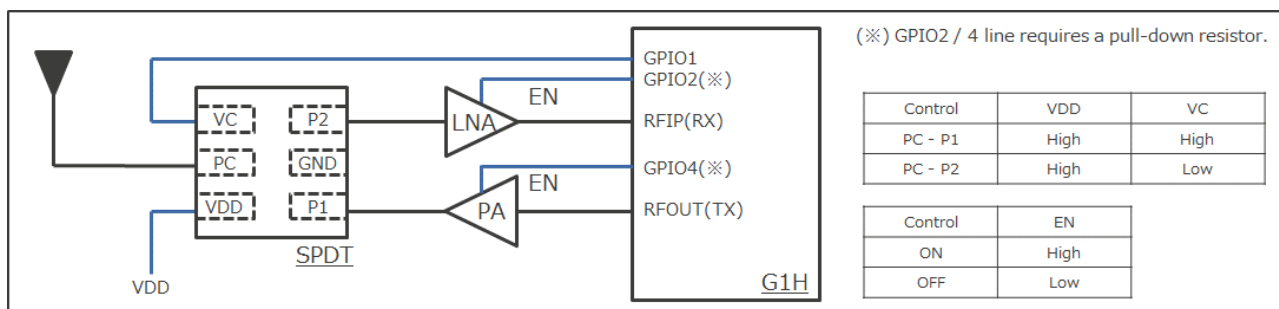 (※) GPIO2 / 4 line requires a pull-down resistor.
GPIO1
GPIO2(※)
EN
LNA
RFIP(RX)
GPIO4(※)
EN
PA
RFOUT(TX)
G1H
VC
P2
PC
GND
VDD
P1
SPDT
VDD
Control VDD VC
PC - P1 High High
PC - P2 High Low
Control EN
ON High
OFF Low